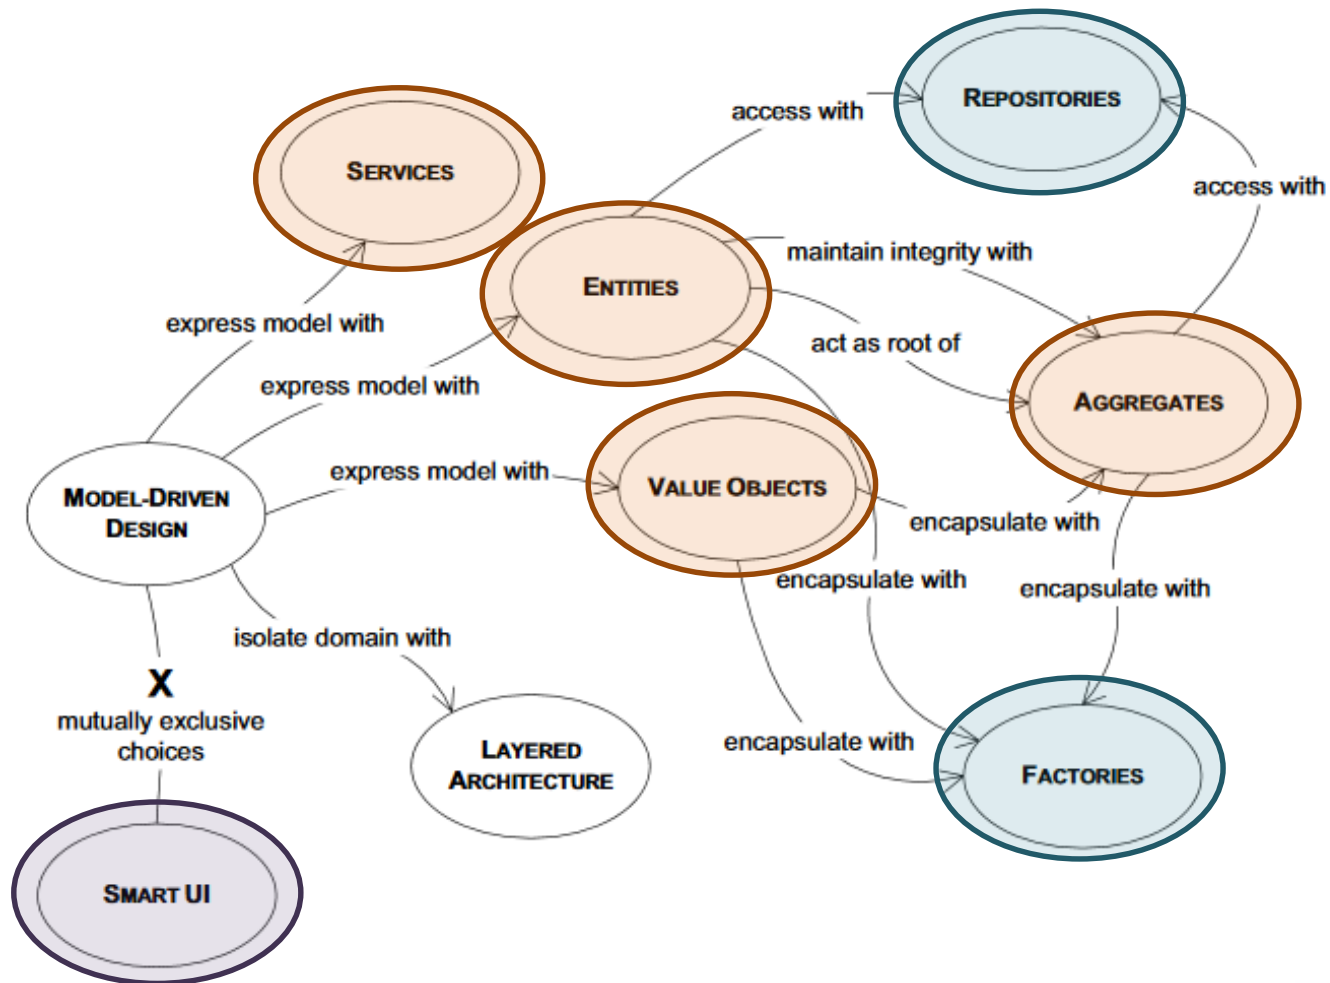 REPOSITORIES
access with
SERVICES
access with
maintain integrity with
ENTITIES
express model with
act as root of
express model with
AGGREGATES
express model with
VALUE OBJECTS
MODEL-DRIVEN
DESIGN
encapsulate with
encapsulate with
encapsulate with
isolate domain with
X
mutually exclusive
choices
encapsulate with
LAYERED
ARCHITECTURE
FACTORIES
SMART UI